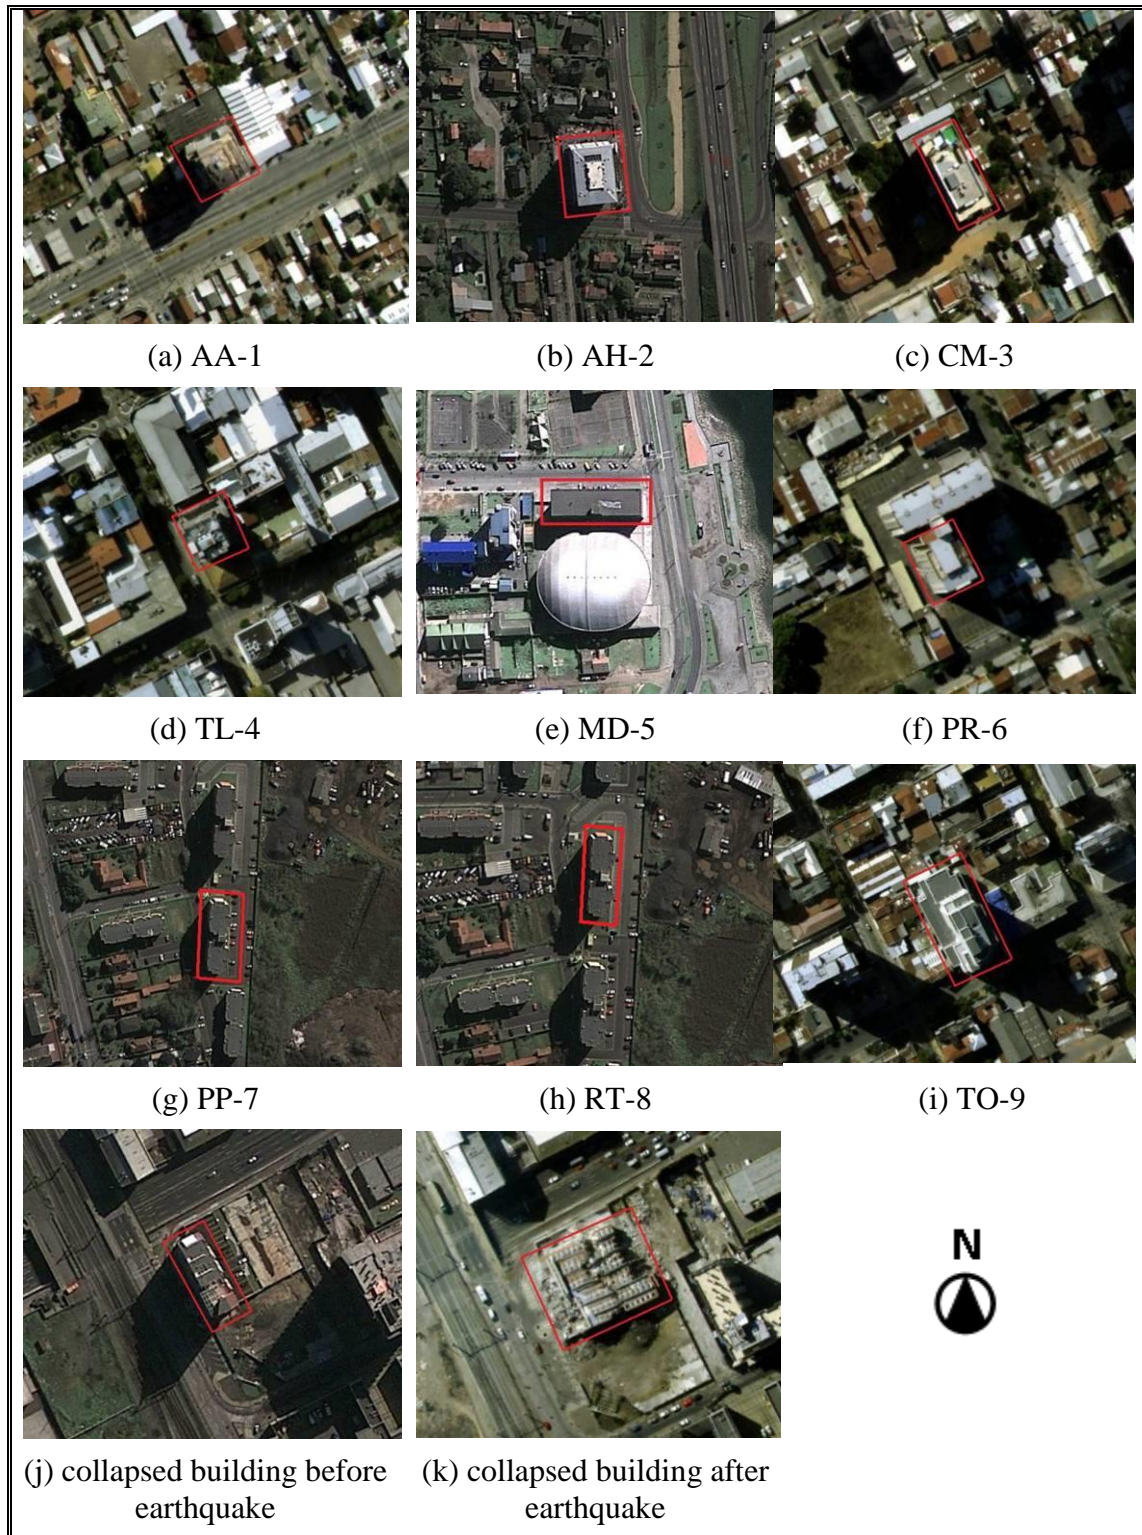 (a) AA-1
(b) AH-2
(c) CM-3
(d) TL-4
(e) MD-5
(f) PR-6
(g) PP-7
(h) RT-8
(i) TO-9
N
(j) collapsed building before
earthquake
(k) collapsed building after
earthquake